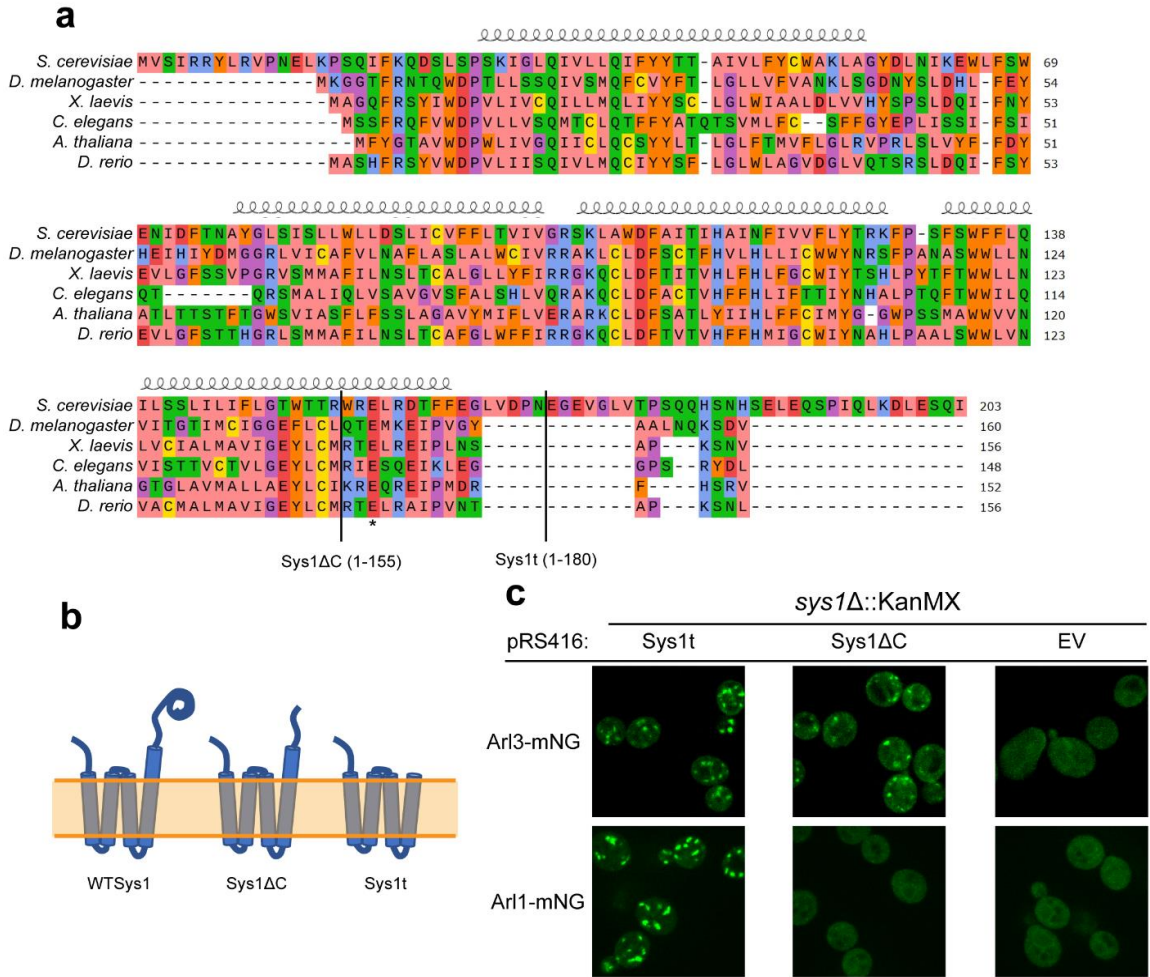 a
S. cerevisiae MVSIRRYLRVPNELKPSQIFKQDSLSPSKIGLQIVLLQIFYYTT-AIVLFYCWAKLAGYDLNIKEWLFSW 69
D. melanogaster --------------MKGGTFRNTQWDPTLLSSQIVSMQFCVYFT-LGLLVFVANKLSGDYNSLSLDHL-FEY 54
X. laevis ---------------MAGQFRSYIWDPVLIVCQILLMQLIYYSC-LGLWIAALDLVVHYSPSLDQI-FNY 53
C. elegans ----------------MSSFRQFVWDPVLLVSQMTCLQTFFYATQTSVMLFC--SFFGYEPLISSI-FSI 51
A. thaliana -----------------MFYGTAVWDPWLIVGQIICLQCSYYLT-LGLFTMVFLGLRVPRLSLVYF-FDY 51
D. rerio ---------------MASHFRSYVWDPVLIISQIVLMQCIYYSF-LGLWLAGVDGLVQTSRSLDQI-FSY 53
S. cerevisiae ENIDFTNAYGLSISLLWLLDSLICVFFLTVIVGRSKLAWDFAITIHAINFIVVFLYTRKFP-SFSWFFLQ 138
D. melanogaster HEIHIYDMGGRLVICAFILNAFLASLALWCIVRRAKLCLDFSCTFHVLHLLICWWYNRSFPANASWWLLN 124
X. laevis EVLGFSSVPGRVSMMAFILNSLTCALGLLYFIRRGKQCLDFTITVHLFHLFGCWIYTSHLPYTFTWWLLN 123
C. elegans QT-------QRSMALIQLVSAVGVSFALSHLVQRAKQCLDFACTVHFFHLIFTTIYNHALPTQFTWWILQ 114
A. thaliana ATLTTSTFTGWSVIASFLFSSLAGAVYMIFLVERARKCLDFSATLYIIHLFFCIMYG-GWPSSMAWWVVN 120
D. rerio EVLGFSTTHGRLSMMAFILNSLTCAFGLWFFIRRGKQCLDFTVTVHFFHMIGCWIYNAHLPAALSWWLVN 123
S. cerevisiae ILSSLILIFLGTWTTRWRELRDTFFEGLVDPNEGEVGLVTPSQQHSNHSELEQSPIQLKDLESQI 203
D. melanogaster VITGTIMCIGGEFLCLQTEMKEIPVGY------------AALNQKSDV----------------- 160
X. laevis LVCIALMAVIGEYLCMRTELREIPLNS------------AP---KSNV----------------- 156
C. elegans VISTTVCTVLGEYLCMRIESQEIKLEG------------GPS--RYDL----------------- 148
A. thaliana GTGLAVMALLAEYLCIKREQREIPMDR------------F----HSRV----------------- 152
D. rerio VACMALMAVIGEYLCMRTELRAIPVNT------------AP---KSNL----------------- 156
*
Sys1ΔC (1-155) Sys1t (1-180)
b
WTSys1 Sys1ΔC Sys1t
c
sys1Δ::KanMX
pRS416: Sys1t Sys1ΔC EV
Arl3-mNG
Arl1-mNG